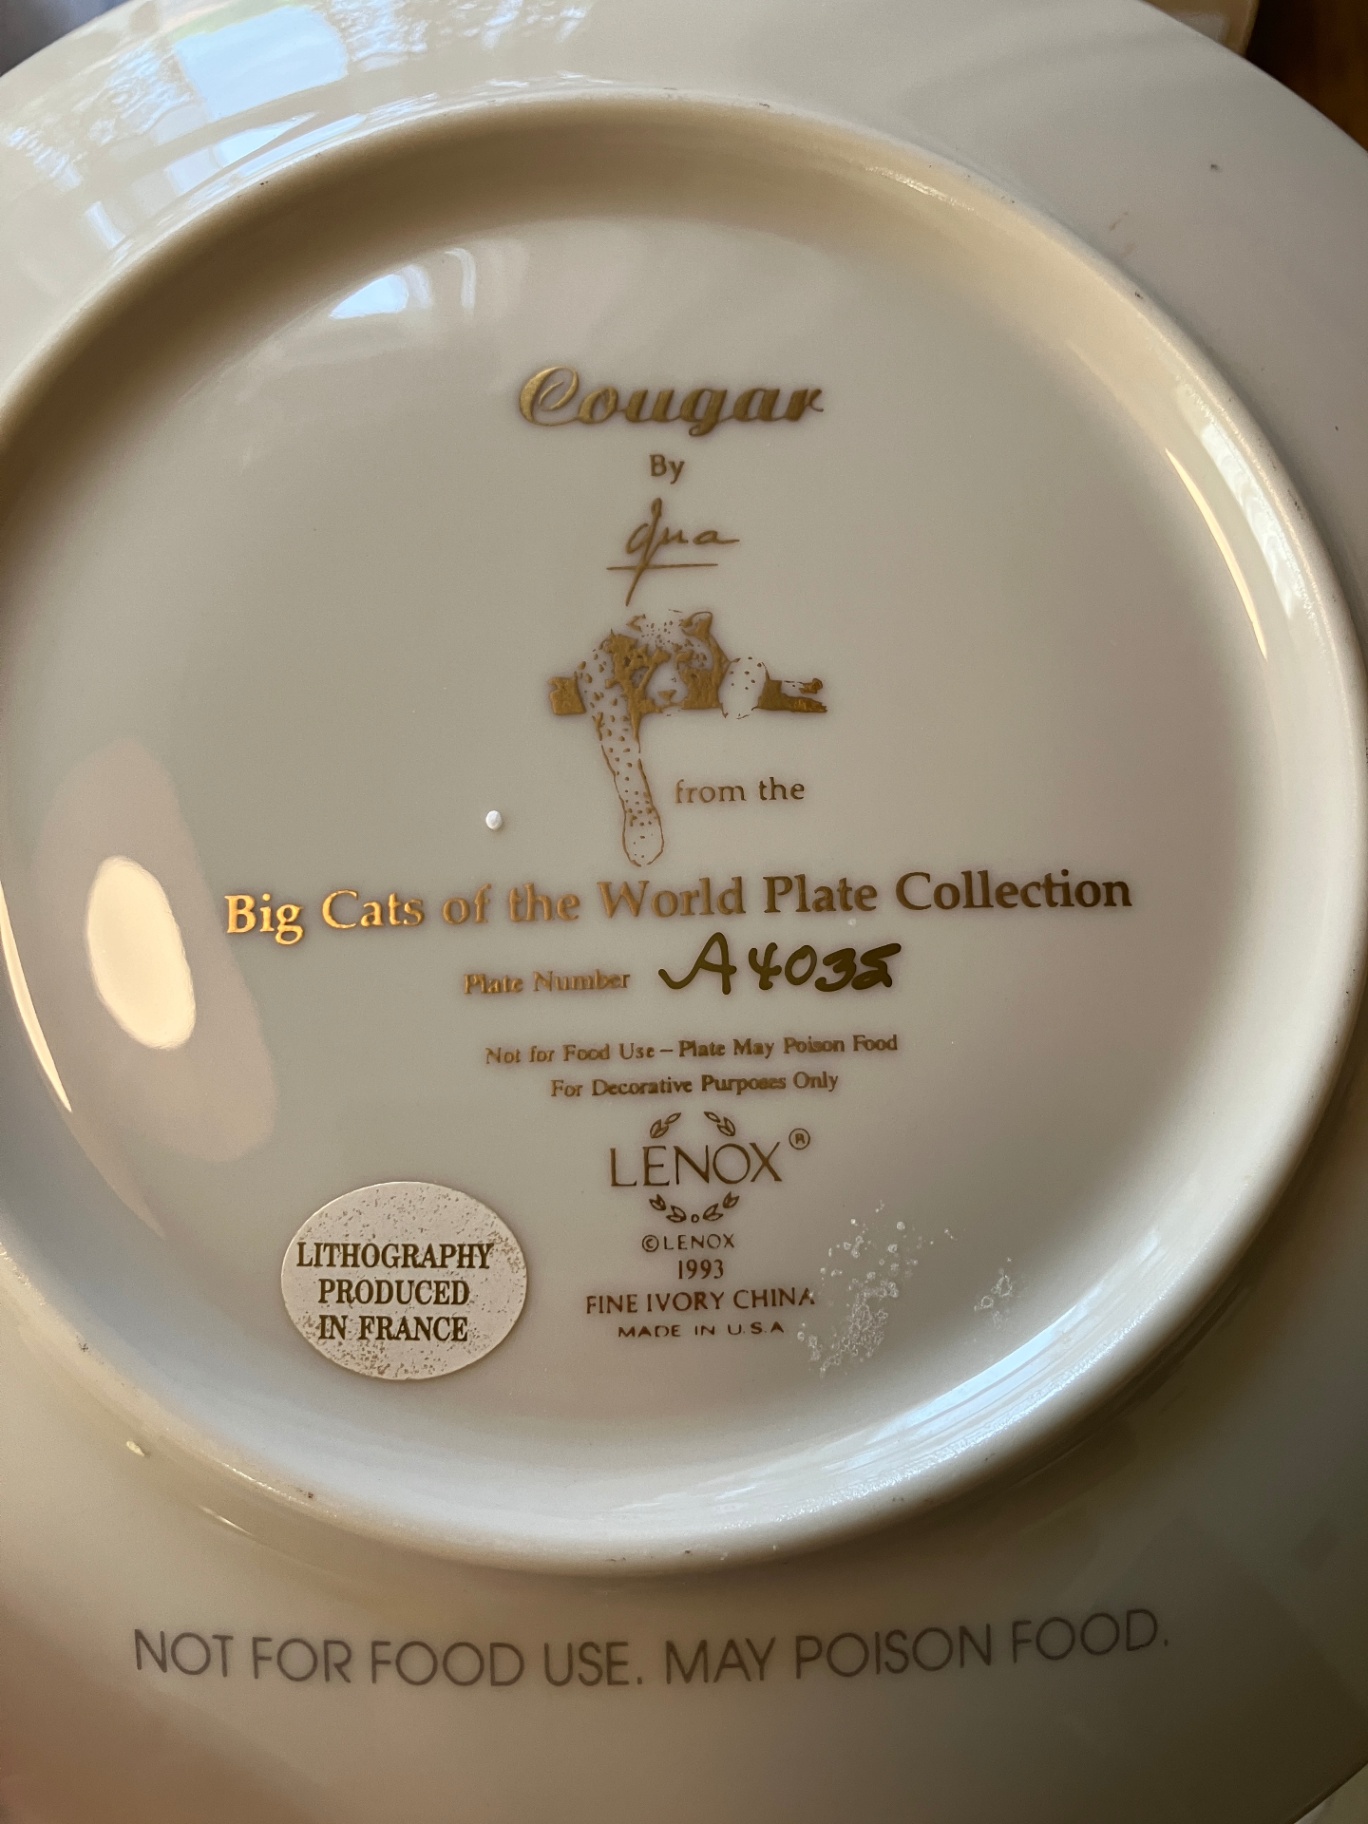 Cougar
By
from the
Big Cats of the World Plate Collection
Plate Number A4035
Not for Food Use – Plate May Poison Food
For Decorative Purposes Only
LENOX®
©LENOX
1993
FINE IVORY CHINA
MADE IN U.S.A
LITHOGRAPHY
PRODUCED
IN FRANCE
NOT FOR FOOD USE. MAY POISON FOOD.